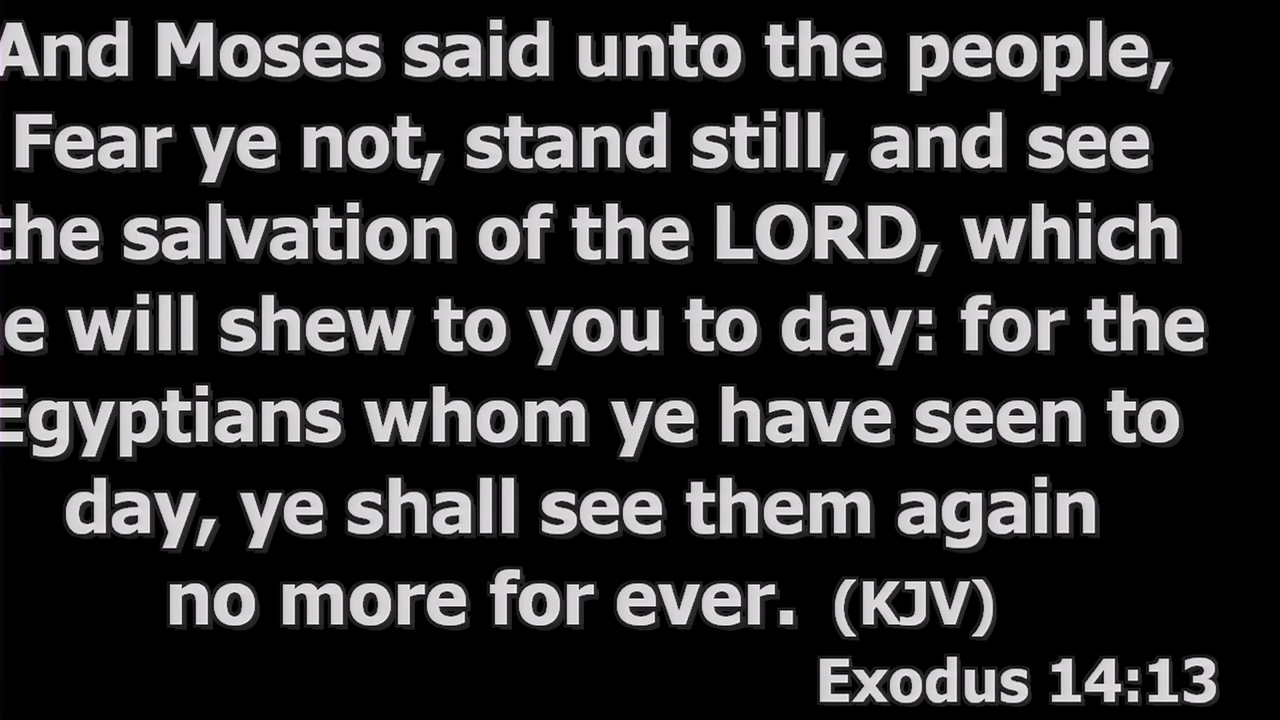 And Moses said unto the people,
Fear ye not, stand still, and see
the salvation of the LORD, which
e will shew to you to day: for the
Egyptians whom ye have seen to
day, ye shall see them again
no more for ever. (KJV)
Exodus 14:13